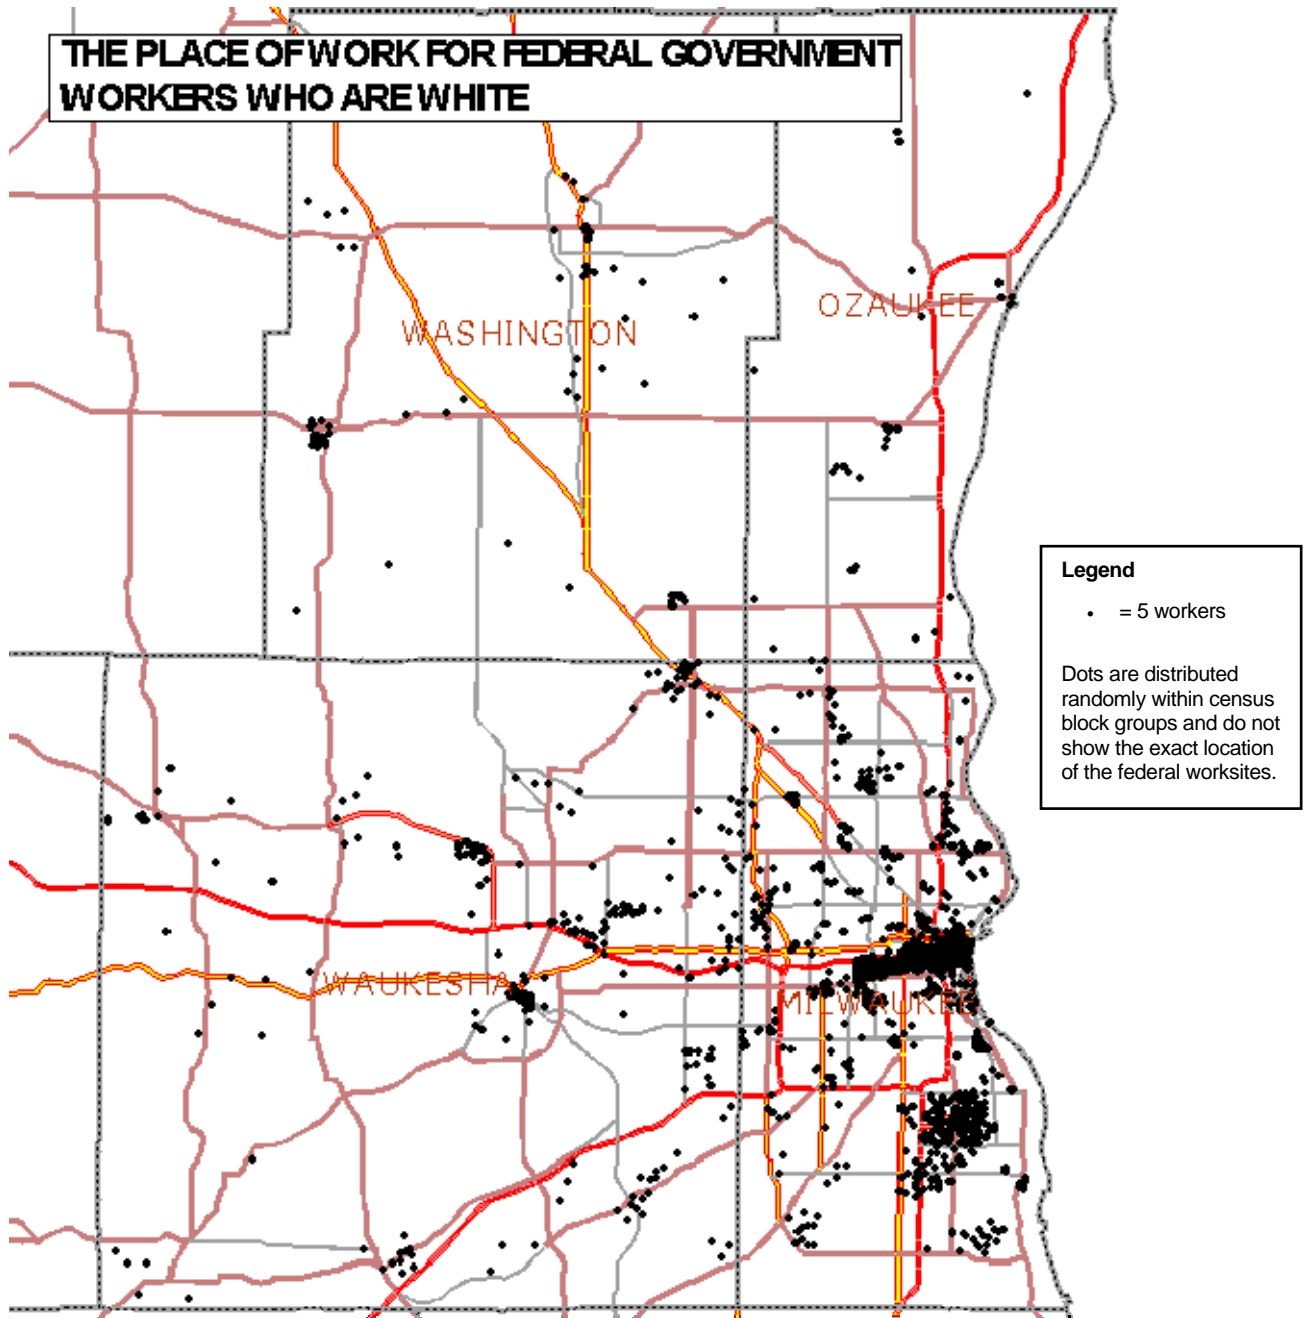 THE PLACE OF WORK FOR FEDERAL GOVERNMENT
WORKERS WHO ARE WHITE
OZAUKEE
WASHINGTON
Legend
• = 5 workers
Dots are distributed
randomly within census
block groups and do not
show the exact location
of the federal worksites.
WAUKESHA
MILWAUKEE